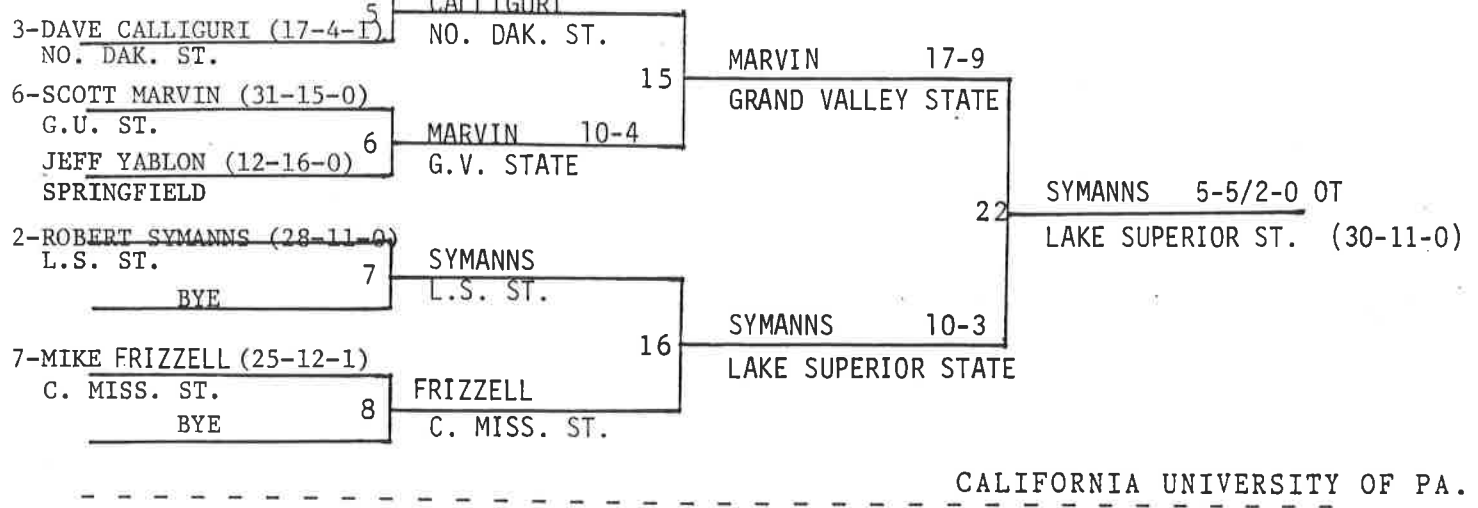 5
CALLIGURI
3-DAVE CALLIGURI (17-4-1)
NO. DAK. ST.
NO. DAK. ST.
15
MARVIN 17-9
GRAND VALLEY STATE
6-SCOTT MARVIN (31-15-0)
G.U. ST.
6
MARVIN 10-4
G.V. STATE
JEFF YABLON (12-16-0)
SPRINGFIELD
22
SYMANNS 5-5/2-0 OT
LAKE SUPERIOR ST. (30-11-0)
2-ROBERT SYMANNS (28-11-0)
L.S. ST.
7
SYMANNS
L.S. ST.
BYE
16
SYMANNS 10-3
LAKE SUPERIOR STATE
7-MIKE FRIZZELL (25-12-1)
C. MISS. ST.
8
FRIZZELL
C. MISS. ST.
BYE
CALIFORNIA UNIVERSITY OF PA.